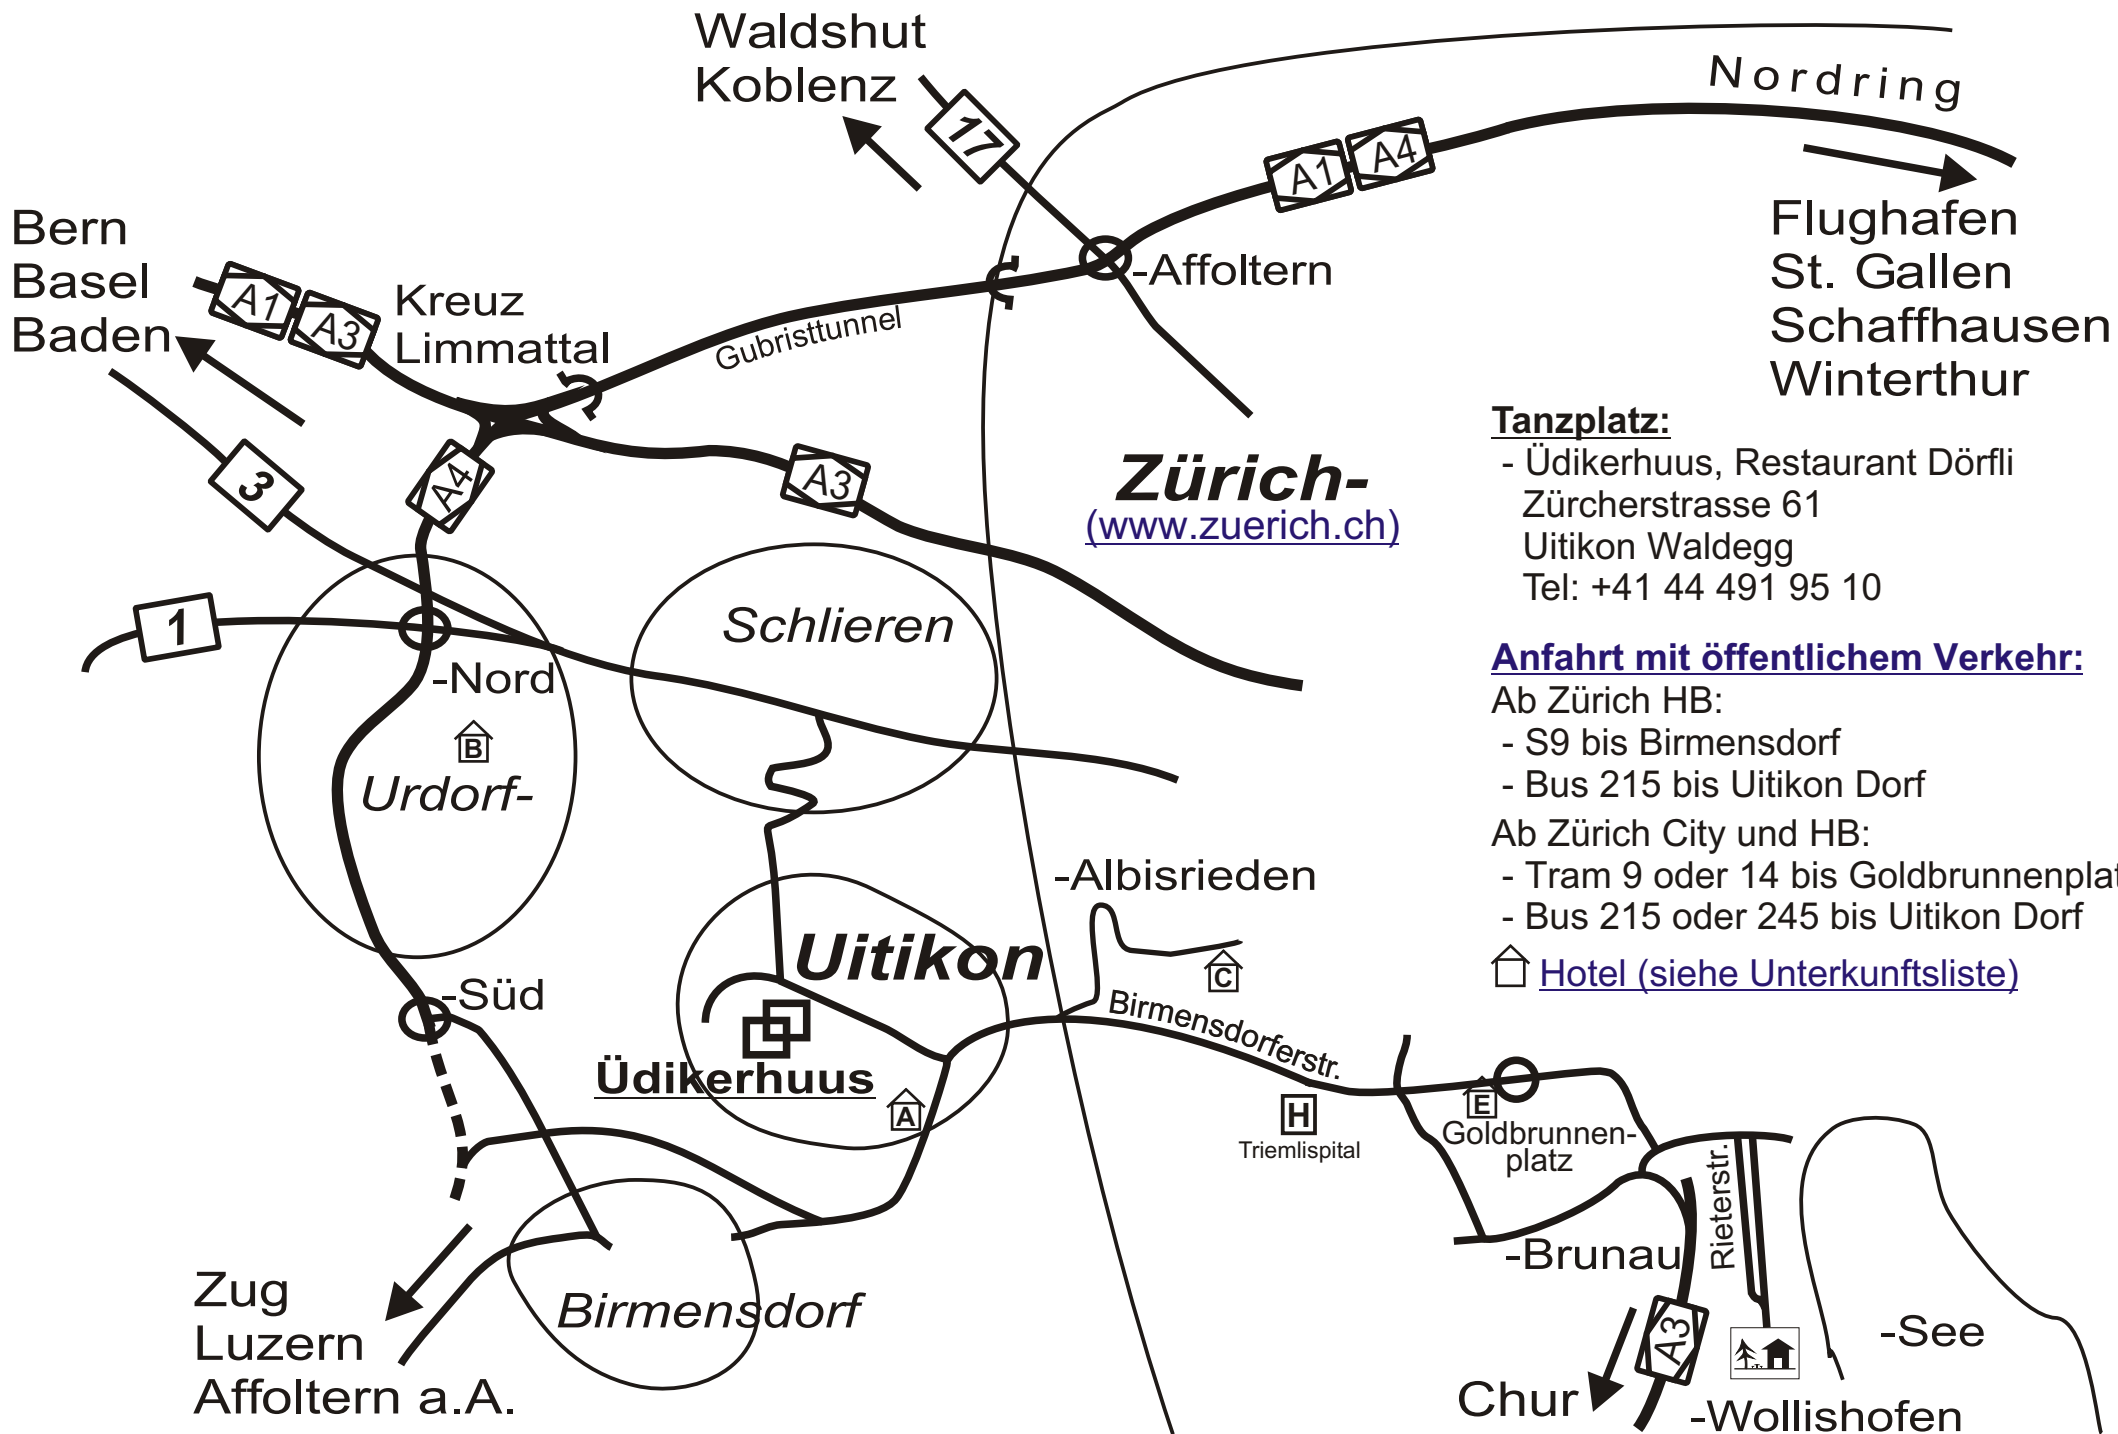 Waldshut
Koblenz
17
Nordring
A1
A4
Flughafen
St. Gallen
Schaffhausen
Winterthur
Bern
Basel
Baden
A1
A3
Kreuz
Limmattal
Gubristtunnel
-Affoltern
3
A4
A3
Zürich-
(www.zuerich.ch)
1
-Nord
B
Urdorf-
Schlieren
-Süd
Uitikon
Üdikerhuus
A
-Albisrieden
C
Birmensdorferstr.
H
Triemlispital
E
Goldbrunnen-
platz
Rieterstr.
-Brunau
A3
Chur
-See
-Wollishofen
Birmensdorf
Zug
Luzern
Affoltern a.A.
Tanzplatz:
- Üdikerhuus, Restaurant Dörfli
Zürcherstrasse 61
Uitikon Waldegg
Tel: +41 44 491 95 10
Anfahrt mit öffentlichem Verkehr:
Ab Zürich HB:
- S9 bis Birmensdorf
- Bus 215 bis Uitikon Dorf
Ab Zürich City und HB:
- Tram 9 oder 14 bis Goldbrunnenplat
- Bus 215 oder 245 bis Uitikon Dorf
Hotel (siehe Unterkunftsliste)